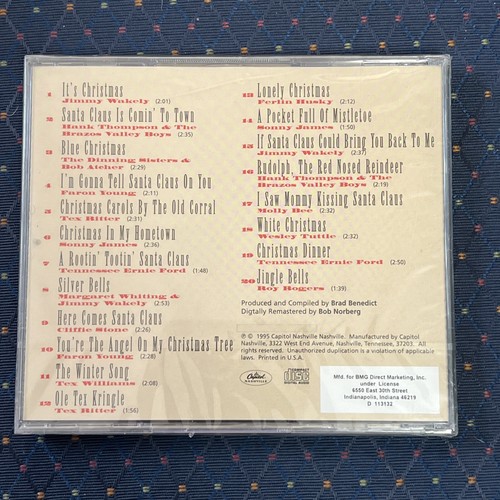 1 It's Christmas
Jimmy Wakely (2:01)
2 Santa Claus Is Comin' To Town
Hank Thompson & The
Brazos Valley Boys (2:35)
3 Blue Christmas
The Dinning Sisters &
Bob Atcher (2:29)
4 I'm Gonna Tell Santa Claus On You
Faron Young (2:11)
5 Christmas Carols By The Old Corral
Tex Ritter (2:31)
6 Christmas In My Hometown
Sonny James (2:36)
7 A Rootin' Tootin' Santa Claus
Tennessee Ernie Ford (1:48)
8 Silver Bells
Margaret Whiting &
Jimmy Wakely (2:53)
9 Here Comes Santa Claus
Cliffie Stone (2:26)
10 You're The Angel On My Christmas Tree
Faron Young (2:28)
11 The Winter Song
Tex Williams (2:08)
12 Ole Tex Kringle
Tex Ritter (1:56)
13 Lonely Christmas
Ferlin Husky (2:12)
14 A Pocket Full Of Mistletoe
Sonny James (1:50)
15 If Santa Claus Could Bring You Back To Me
Jimmy Wakely (2:37)
16 Rudolph, The Red Nosed Reindeer
Hank Thompson & The
Brazos Valley Boys (2:19)
17 I Saw Mommy Kissing Santa Claus
Molly Bee (2:32)
18 White Christmas
Wesley Tuttle (2:32)
19 Christmas Dinner
Tennessee Ernie Ford (2:50)
20 Jingle Bells
Roy Rogers (1:39)
Produced and Compiled by Brad Benedict
Digitally Remastered by Bob Norberg
℗ © 1995 Capitol Nashville Nashville. Manufactured by Capitol
Nashville, 3322 West End Avenue, Nashville, Tennessee, 37203. All
rights reserved. Unauthorized duplication is a violation of applicable
laws. Printed in U.S.A.
Capitol
NASHVILLE
COMPACT
disc
DIGITAL AUDIO
Mfd. for BMG Direct Marketing, Inc.
under License
6550 East 30th Street
Indianapolis, Indiana 46219
D 113132